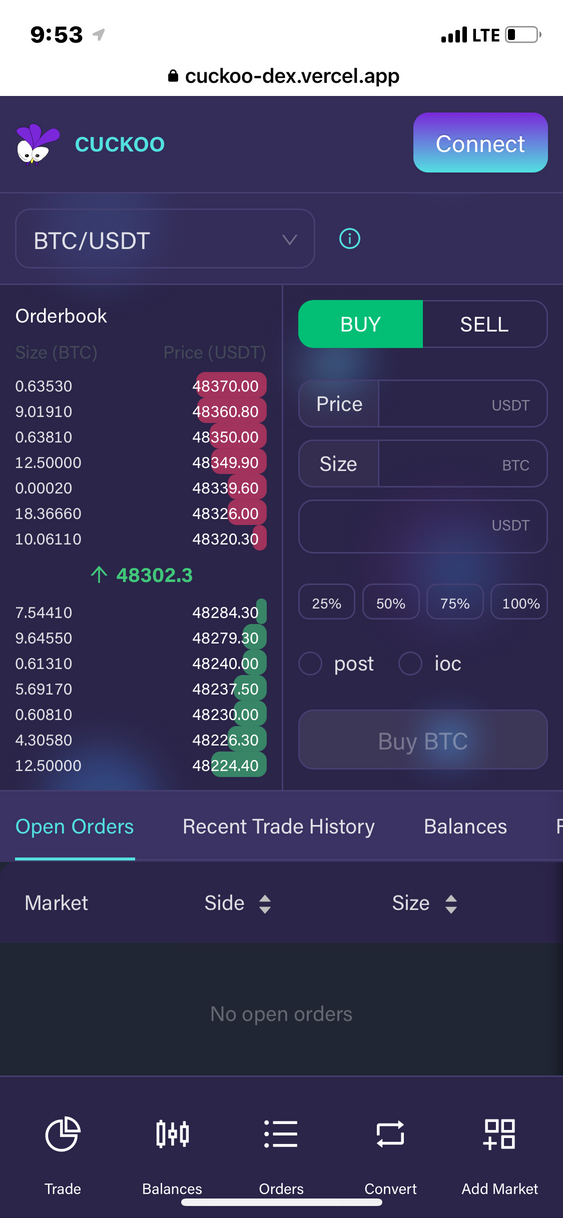 9:53 LTE
cuckoo-dex.vercel.app
CUCKOO Connect
BTC/USDT
Orderbook
Size (BTC) Price (USDT)
0.63530 48370.00
9.01910 48360.80
0.63810 48350.00
12.50000 48349.90
0.00020 48339.60
18.36660 48326.00
10.06110 48320.30
48302.3
7.54410 48284.30
9.64550 48279.30
0.61310 48240.00
5.69170 48237.50
0.60810 48230.00
4.30580 48226.30
12.50000 48224.40
BUY SELL
Price USDT
Size BTC
USDT
25% 50% 75% 100%
post ioc
Buy BTC
Open Orders Recent Trade History Balances
Market Side Size
No open orders
Trade Balances Orders Convert Add Market